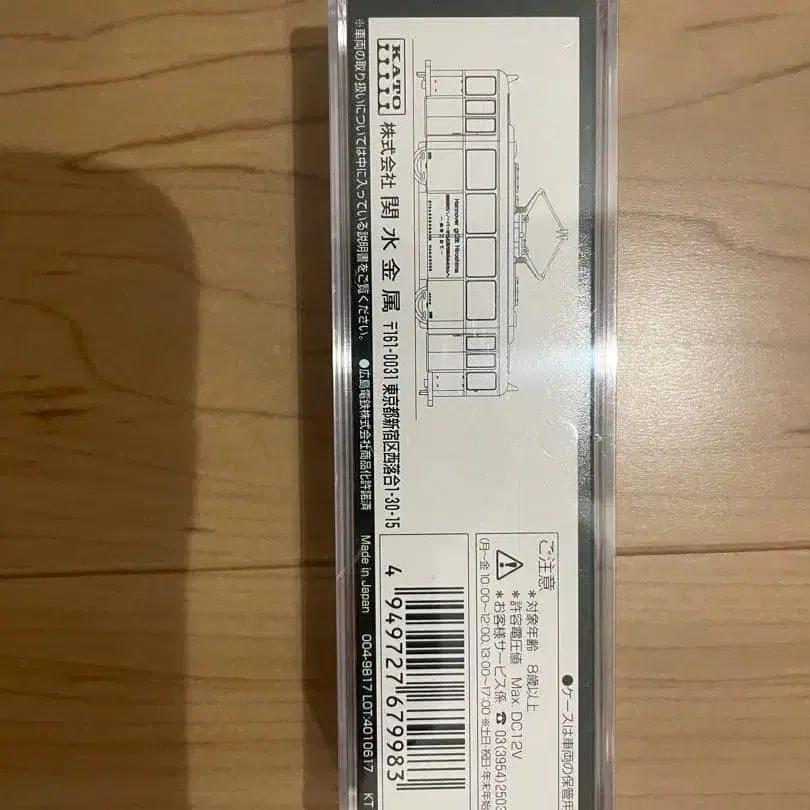 KATO
株式会社 関水金属 〒161-0031 東京都新宿区西落合1-30-15
Hannover grüßt Hiroshima
※車両の取り扱いについては中に入っている説明書をご覧ください。 ●広島電鉄株式会社商品化許諾済 Made in Japan 004-9817 LOT:4010617 KT
●ケースは車両の保管用
ご注意
*対象年齢 8歳以上
*許容電圧値 Max. DC12V
*お客様サービス係 ☎ 03(3954)2503
(月~金 10:00~12:00, 13:00~17:00 ※土日・祝日・年末年始
4 949727 679983